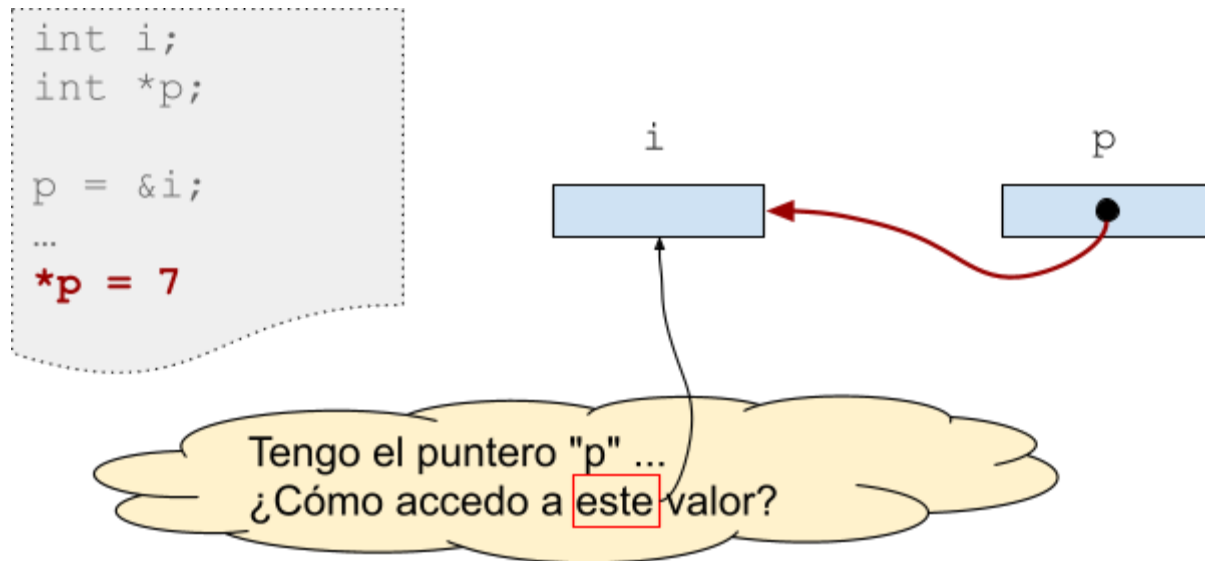 int i;
int *p;
p = &i;
…
*p = 7
i
p
Tengo el puntero "p" ...
¿Cómo accedo a este valor?